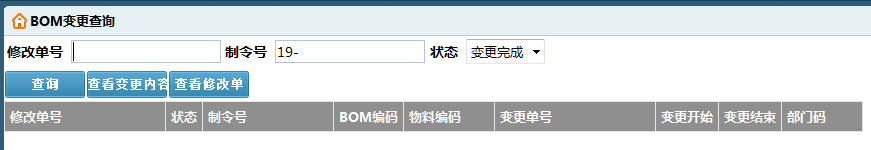 BOM变更查询
修改单号 制令号 19- 状态 变更完成
查询 查看变更内容 查看修改单
修改单号 状态 制令号 BOM编码 物料编码 变更单号 变更开始 变更结束 部门码